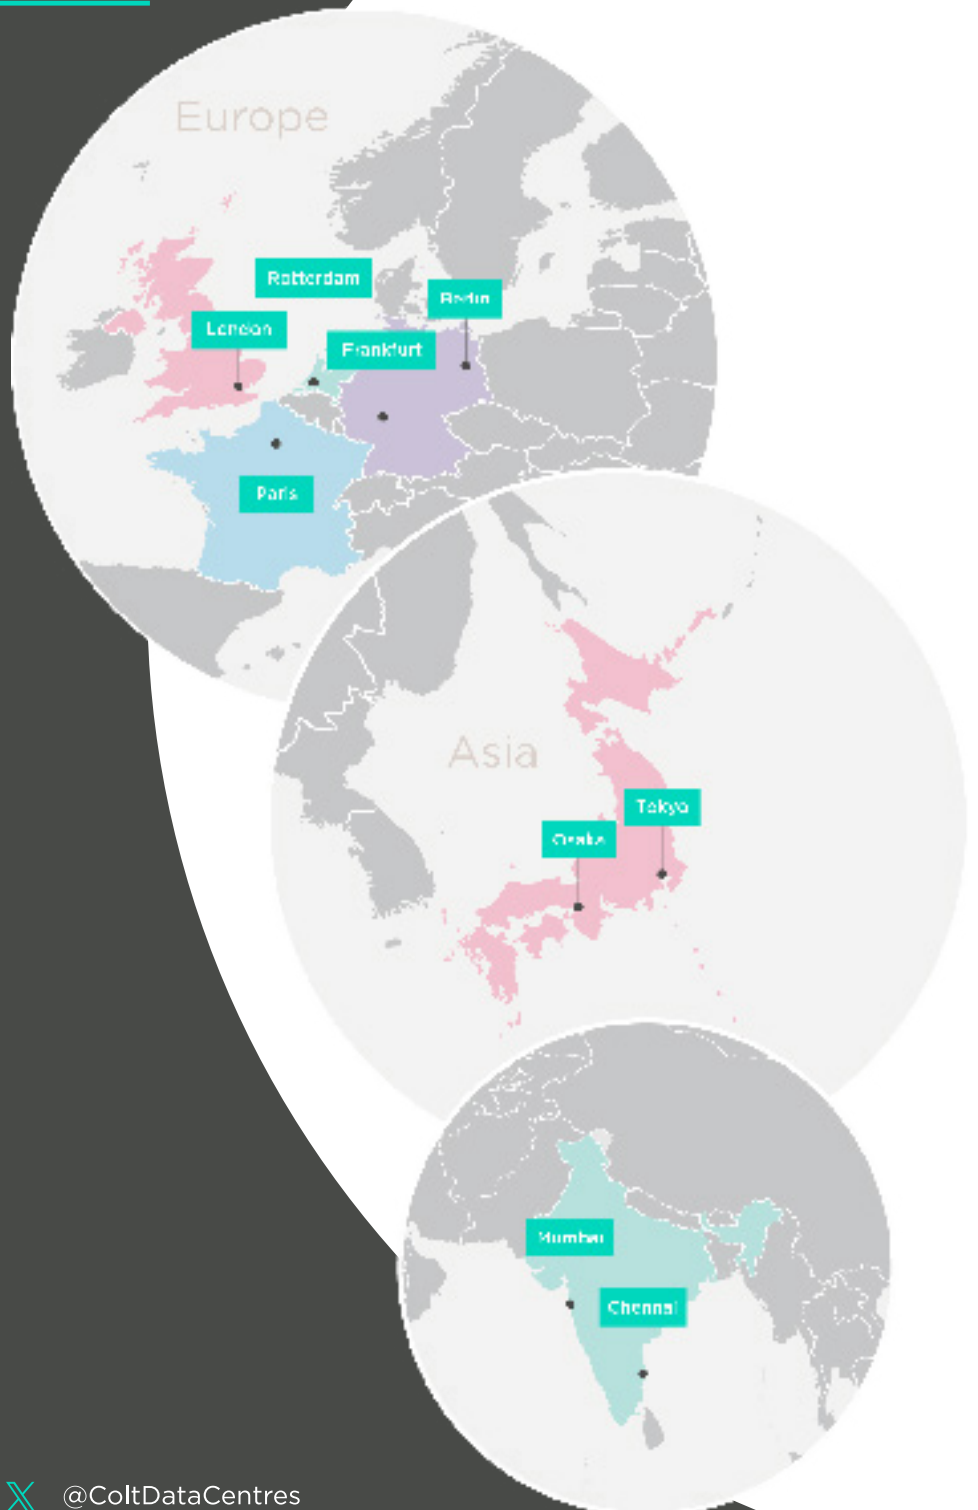 Europe
Rotterdam
Berlin
London
Frankfurt
Paris
Asia
Tokyo
Osaka
Mumbai
Chennai
@ColtDataCentres